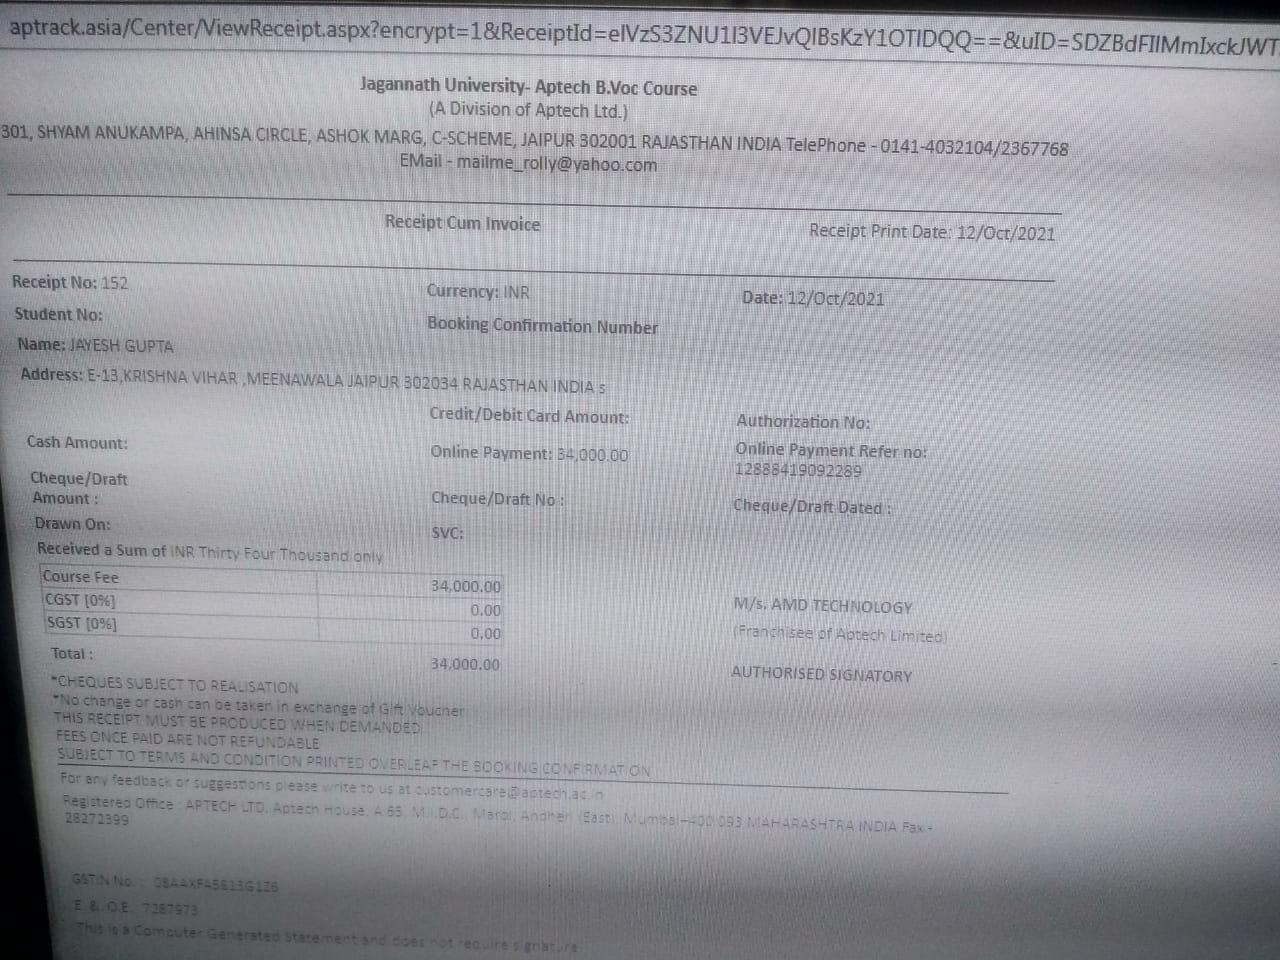 aptrack.asia/Center/ViewReceipt.aspx?encrypt=1&ReceiptId=elVzS3ZNU1I3VEJvQlBsKzY1OTlDQQ==&uID=SDZBdFIlMmIxckJWT
Jagannath University- Aptech B.Voc Course
(A Division of Aptech Ltd.)
301, SHYAM ANUKAMPA, AHINSA CIRCLE, ASHOK MARG, C-SCHEME, JAIPUR 302001 RAJASTHAN INDIA TelePhone - 0141-4032104/2367768
EMail - mailme_rolly@yahoo.com
Receipt Cum Invoice Receipt Print Date: 12/Oct/2021
Receipt No: 152 Currency: INR Date: 12/Oct/2021
Student No: Booking Confirmation Number
Name: JAYESH GUPTA
Address: E-13,KRISHNA VIHAR ,MEENAWALA JAIPUR 302034 RAJASTHAN INDIA s
Credit/Debit Card Amount: Authorization No:
Cash Amount: Online Payment: 34,000.00 Online Payment Refer no:
12888419092289
Cheque/Draft
Amount : Cheque/Draft No : Cheque/Draft Dated :
Drawn On: SVC:
Received a Sum of INR Thirty Four Thousand only
Course Fee 34,000.00
CGST [0%] 0.00 M/s. AMD TECHNOLOGY
SGST [0%] 0.00 (Franchisee of Aptech Limited)
Total : 34,000.00 AUTHORISED SIGNATORY
*CHEQUES SUBJECT TO REALISATION
*No change or cash can be taken in exchange of Gift Voucher
THIS RECEIPT MUST BE PRODUCED WHEN DEMANDED
FEES ONCE PAID ARE NOT REFUNDABLE
SUBJECT TO TERMS AND CONDITION PRINTED OVERLEAF THE BOOKING CONFIRMATION
For any feedback or suggestions please write to us at customercare@aptech.ac.in
Registered Office : APTECH LTD. Aptech House, A 65, M.I.D.C., Marol, Andheri (East), Mumbai-400 093 MAHARASHTRA INDIA Fax -
28272399
GSTIN No. :
E. & .O.E. 7287973
This is a Computer Generated Statement and does not require signature